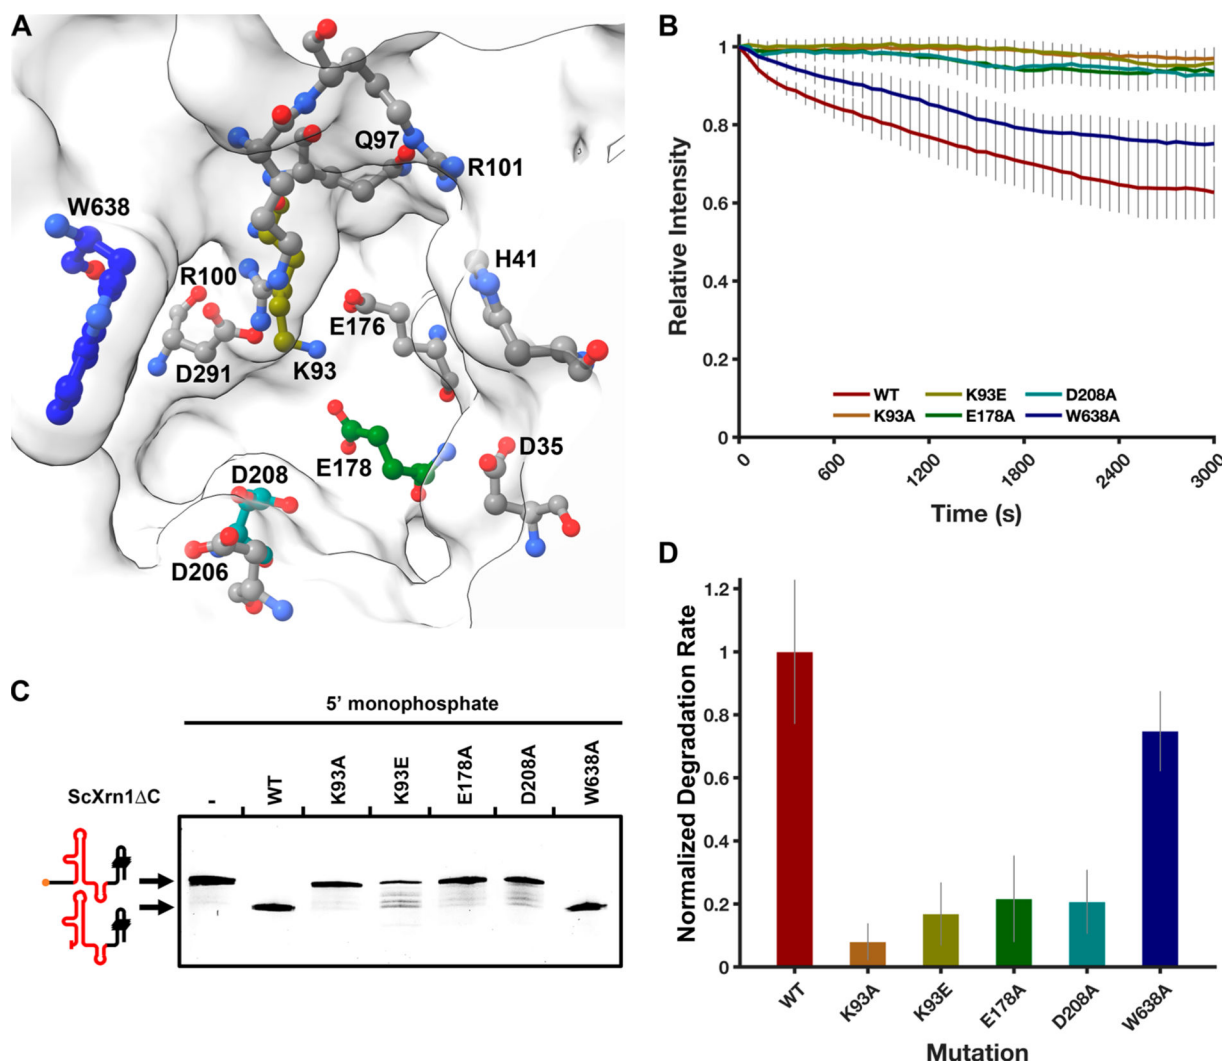 A
Q97
R101
W638
H41
R100
E176
D291
K93
D35
E178
D208
D206
B
Relative Intensity
1
0.8
0.6
0.4
0.2
0
WT
K93E
D208A
K93A
E178A
W638A
0
600
1200
1800
2400
3000
Time (s)
C
5’ monophosphate
ScXrn1ΔC
-
WT
K93A
K93E
E178A
D208A
W638A
D
Normalized Degradation Rate
1.2
1
0.8
0.6
0.4
0.2
0
WT
K93A
K93E
E178A
D208A
W638A
Mutation